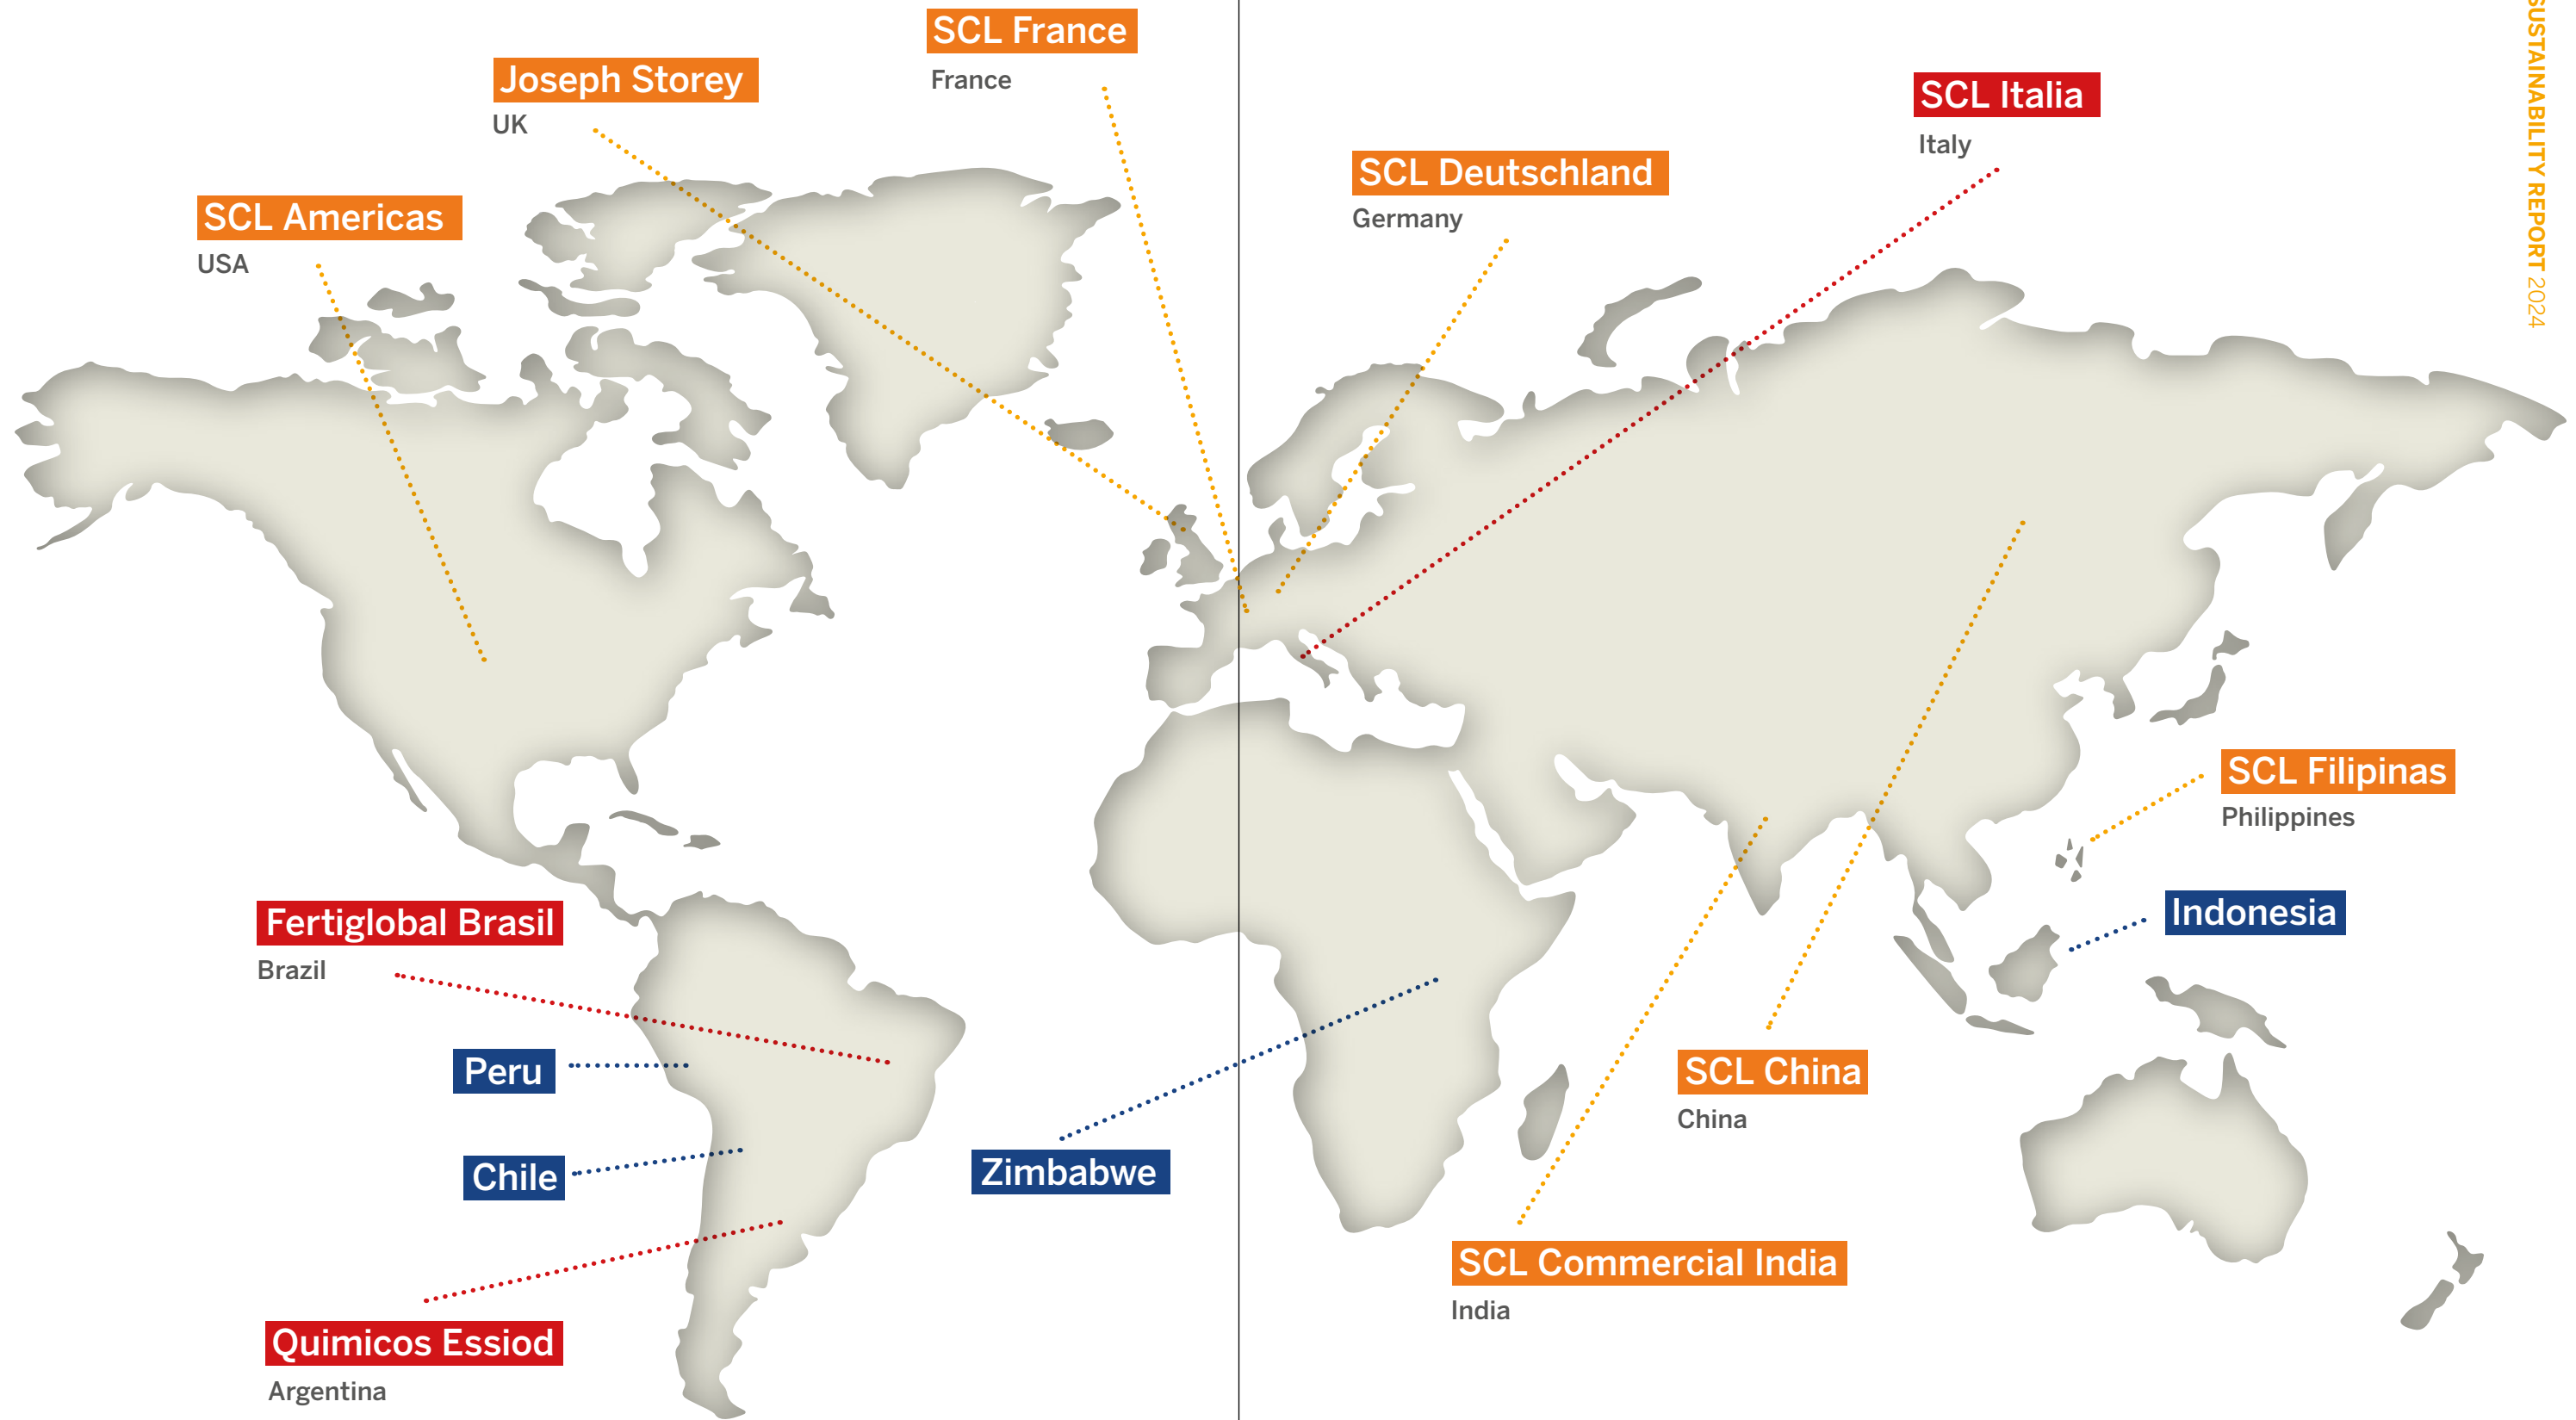 SCL France
France
Joseph Storey
UK
SCL Americas
USA
SCL Italia
Italy
SCL Deutschland
Germany
SUSTAINABILITY REPORT 2024
SCL Filipinas
Philippines
Indonesia
Fertiglobal Brasil
Brazil
Peru
Chile
Zimbabwe
SCL China
China
SCL Commercial India
India
Quimicos Essiod
Argentina